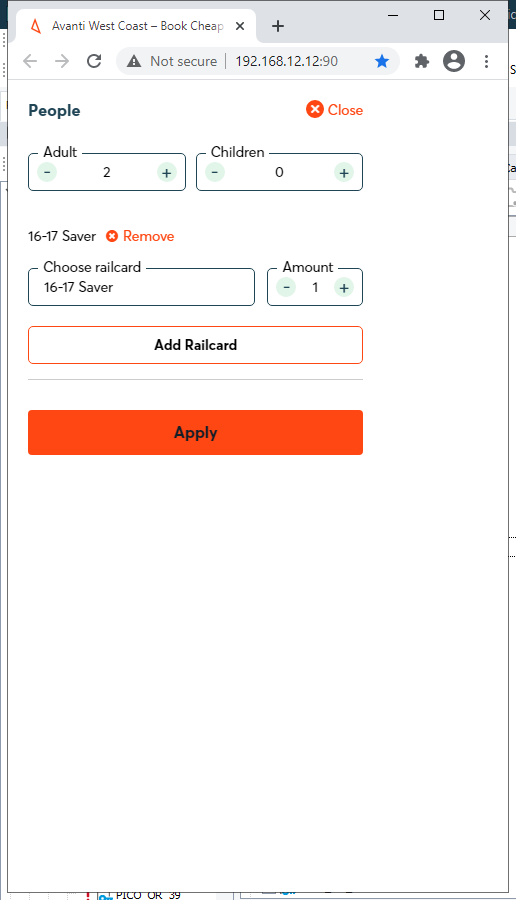 Avanti West Coast – Book Cheap
Not secure | 192.168.12.12:90
People
Close
Adult
Children
- 2 +
- 0 +
16-17 Saver Remove
Choose railcard
Amount
16-17 Saver
- 1 +
Add Railcard
Apply
PICO_OR_39